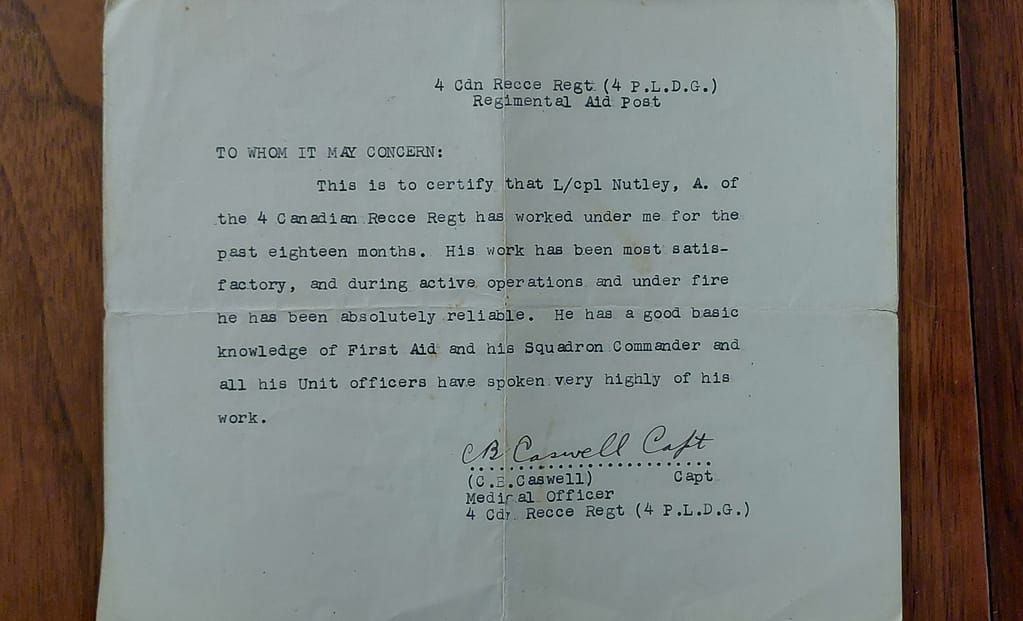 4 Cdn Recce Regt (4 P.L.D.G.)
Regimental Aid Post
TO WHOM IT MAY CONCERN:
This is to certify that L/cpl Nutley, A. of
the 4 Canadian Recce Regt has worked under me for the
past eighteen months. His work has been most satis-
factory, and during active operations and under fire
he has been absolutely reliable. He has a good basic
knowledge of First Aid and his Squadron Commander and
all his Unit officers have spoken very highly of his
work.
CB Caswell Capt
(C.B.Caswell) Capt
Medical Officer
4 Cdn Recce Regt (4 P.L.D.G.)